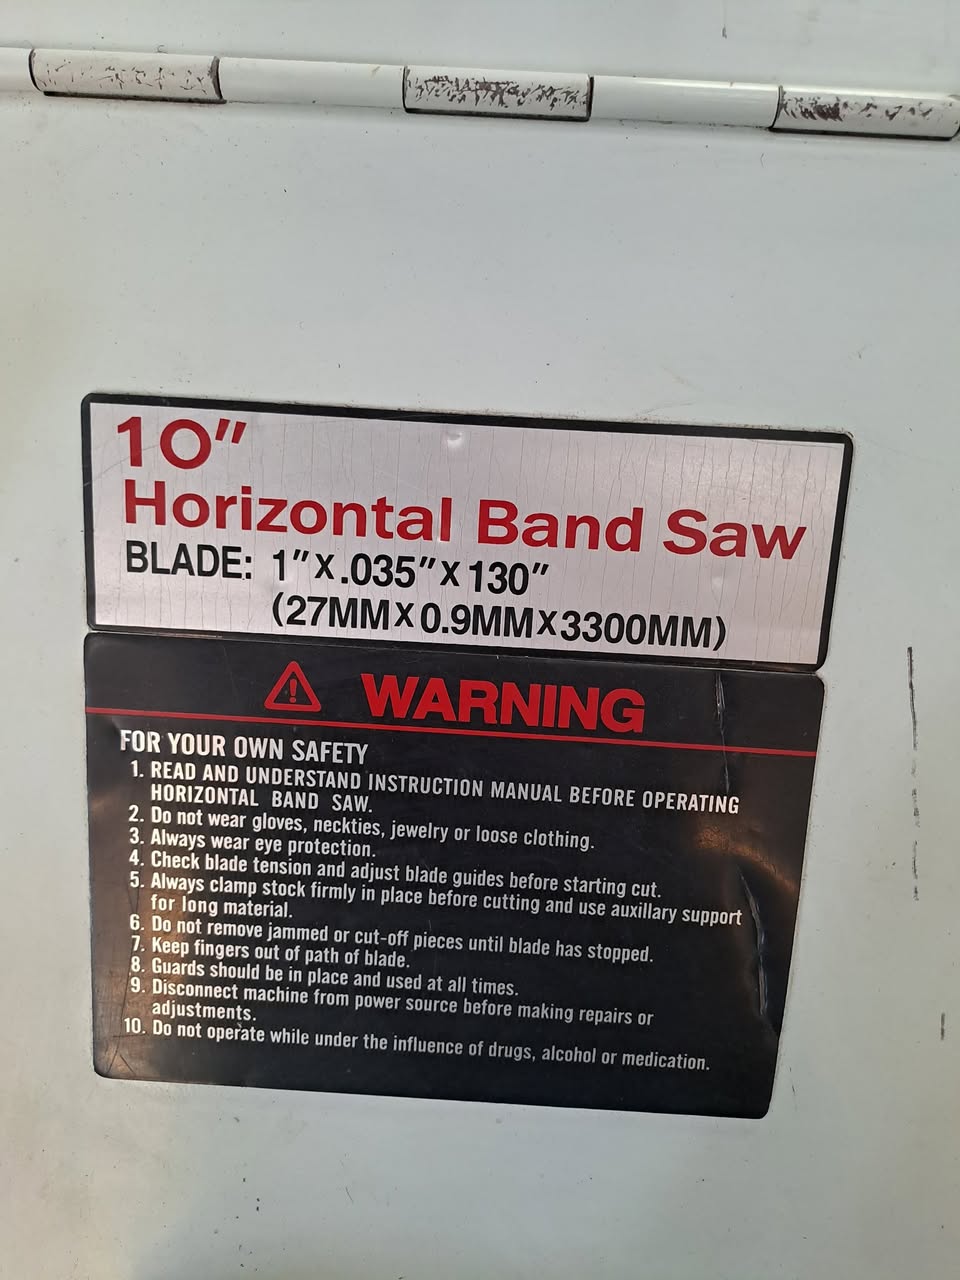 10"
Horizontal Band Saw
BLADE: 1"X.035"X130"
(27MMX0.9MMX3300MM)
WARNING
FOR YOUR OWN SAFETY
1. READ AND UNDERSTAND INSTRUCTION MANUAL BEFORE OPERATING
HORIZONTAL BAND SAW.
2. Do not wear gloves, neckties, jewelry or loose clothing.
3. Always wear eye protection.
4. Check blade tension and adjust blade guides before starting cut.
5. Always clamp stock firmly in place before cutting and use auxillary support
for long material.
6. Do not remove jammed or cut-off pieces until blade has stopped.
7. Keep fingers out of path of blade.
8. Guards should be in place and used at all times.
9. Disconnect machine from power source before making repairs or
adjustments.
10. Do not operate while under the influence of drugs, alcohol or medication.